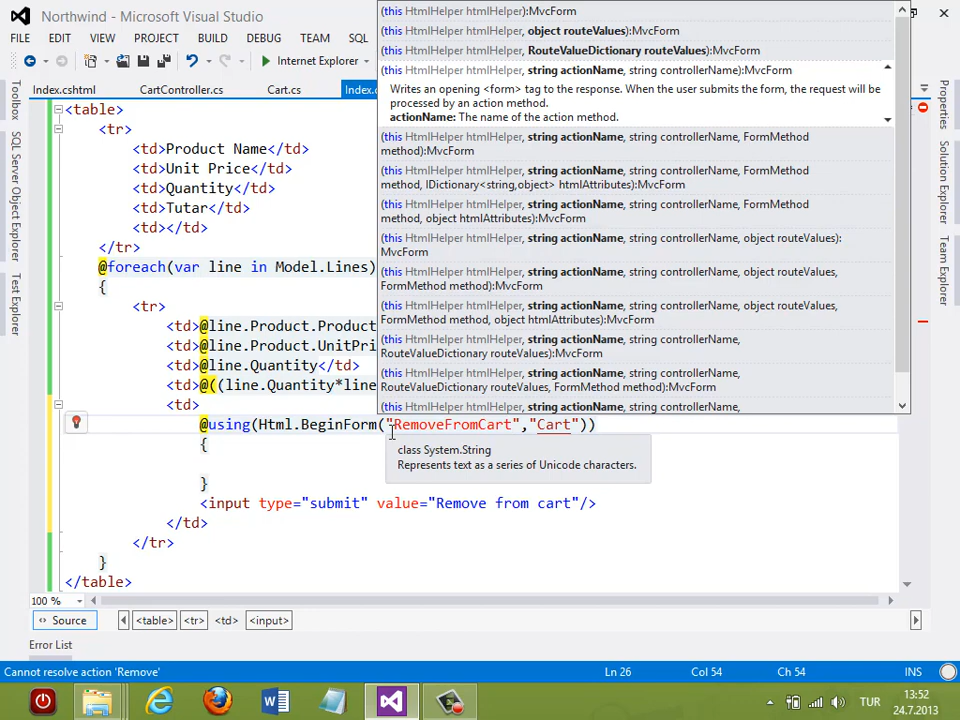 Northwind - Microsoft Visual Studio
FILE EDIT VIEW PROJECT BUILD DEBUG TEAM SQL
Internet Explorer
Index.cshtml CartController.cs Cart.cs Index.c
(this HtmlHelper htmlHelper):MvcForm
(this HtmlHelper htmlHelper, object routeValues):MvcForm
(this HtmlHelper htmlHelper, RouteValueDictionary routeValues):MvcForm
(this HtmlHelper htmlHelper, string actionName, string controllerName):MvcForm
Writes an opening <form> tag to the response. When the user submits the form, the request will be
processed by an action method.
actionName: The name of the action method.
(this HtmlHelper htmlHelper, string actionName, string controllerName, FormMethod
method):MvcForm
(this HtmlHelper htmlHelper, string actionName, string controllerName, FormMethod
method, IDictionary<string,object> htmlAttributes):MvcForm
(this HtmlHelper htmlHelper, string actionName, string controllerName, FormMethod
method, object htmlAttributes):MvcForm
(this HtmlHelper htmlHelper, string actionName, string controllerName, object routeValues):
MvcForm
(this HtmlHelper htmlHelper, string actionName, string controllerName, object routeValues,
FormMethod method):MvcForm
(this HtmlHelper htmlHelper, string actionName, string controllerName, object routeValues,
FormMethod method, object htmlAttributes):MvcForm
(this HtmlHelper htmlHelper, string actionName, string controllerName,
RouteValueDictionary routeValues):MvcForm
(this HtmlHelper htmlHelper, string actionName, string controllerName,
RouteValueDictionary routeValues, FormMethod method):MvcForm
(this HtmlHelper htmlHelper, string actionName, string controllerName,
Toolbox
SQL Server Object Explorer
Test Explorer
Properties
Solution Explorer
Team Explorer
<table>
<tr>
<td>Product Name</td>
<td>Unit Price</td>
<td>Quantity</td>
<td>Tutar</td>
<td></td>
</tr>
@foreach(var line in Model.Lines)
{
<tr>
<td>@line.Product.Product
<td>@line.Product.UnitPri
<td>@line.Quantity</td>
<td>@((line.Quantity*line
<td>
@using(Html.BeginForm("RemoveFromCart","Cart"))
{
class System.String
Represents text as a series of Unicode characters.
}
<input type="submit" value="Remove from cart"/>
</td>
</tr>
}
</table>
100 %
Source <table> <tr> <td> <input>
Error List
Cannot resolve action 'Remove' Ln 26 Col 54 Ch 54 INS
TUR 13:52
24.7.2013